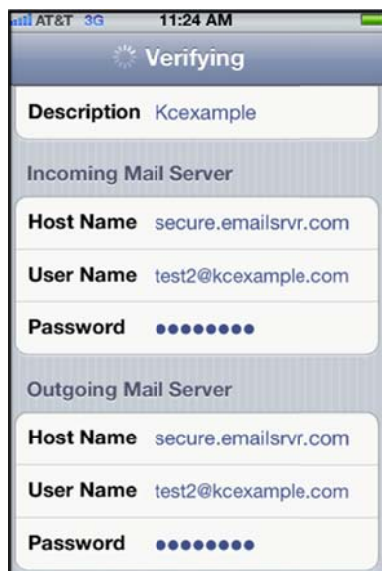 AT&T 3G 11:24 AM
Verifying
Description Kcexample
Incoming Mail Server
Host Name secure.emailsrvr.com
User Name test2@kcexample.com
Password ●●●●●●●●
Outgoing Mail Server
Host Name secure.emailsrvr.com
User Name test2@kcexample.com
Password ●●●●●●●●